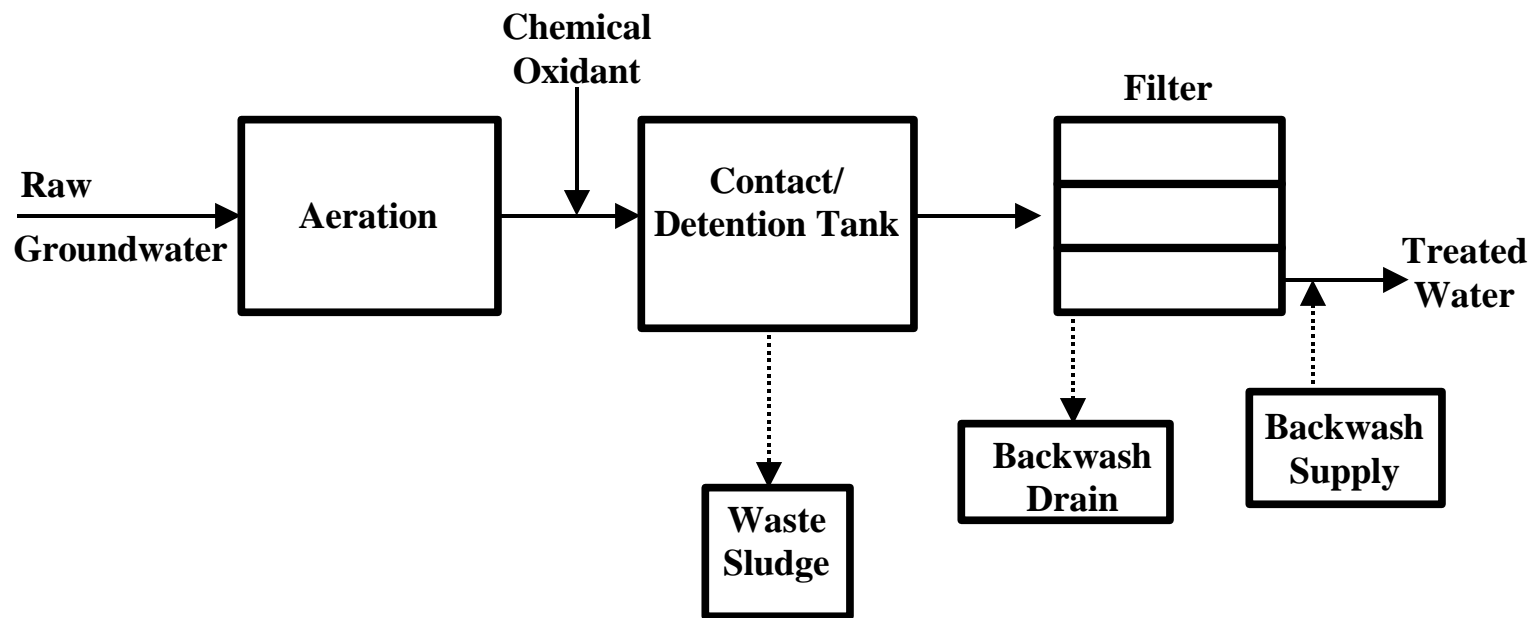 Chemical
Oxidant
Filter
Raw
Groundwater
Aeration
Contact/
Detention Tank
Treated
Water
Backwash
Drain
Backwash
Supply
Waste
Sludge